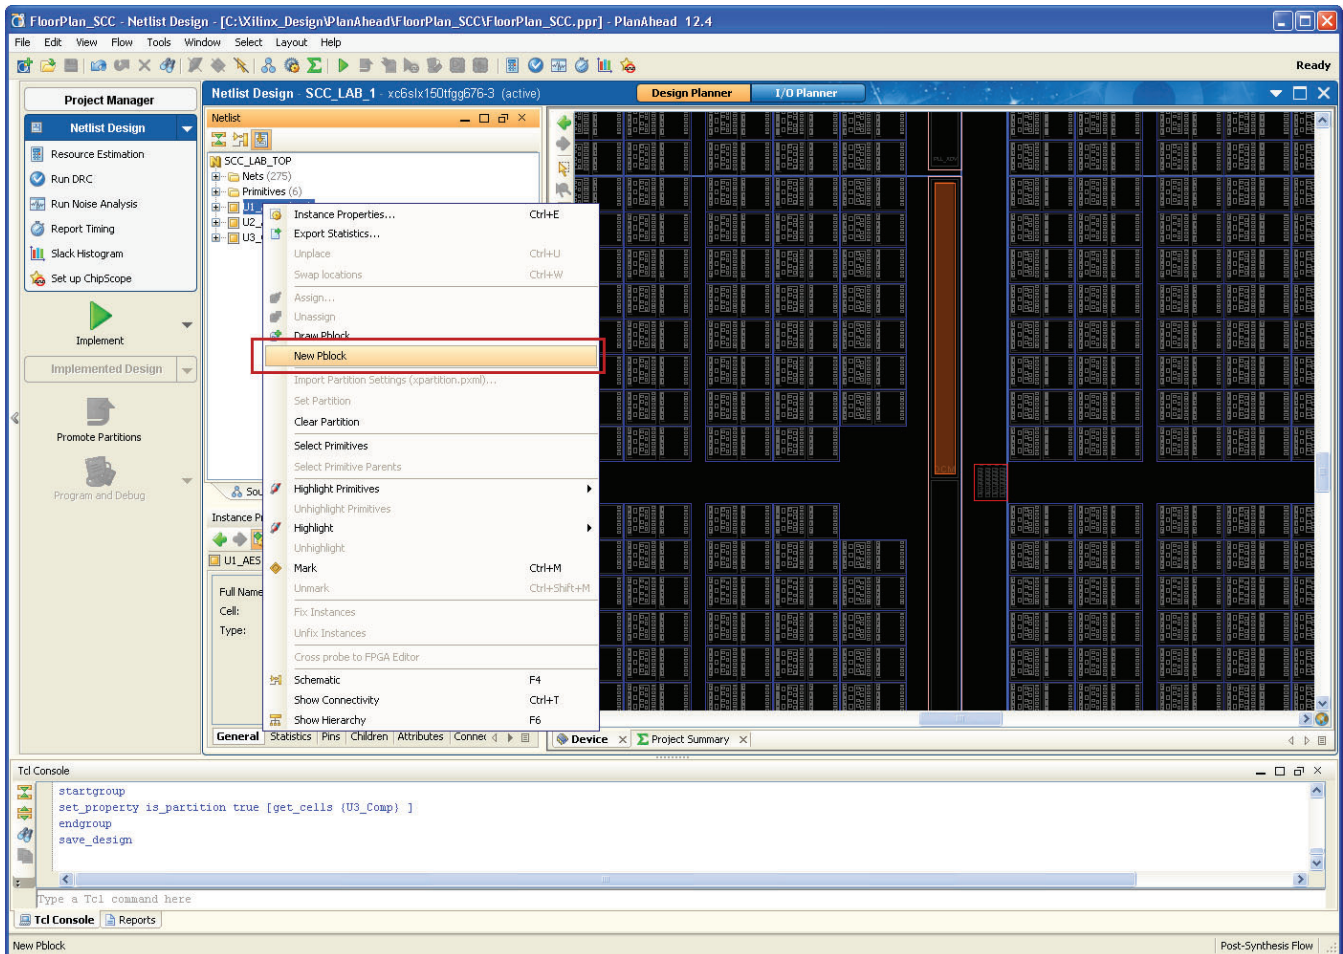 FloorPlan_SCC - Netlist Design - [C:\Xilinx_Design\PlanAhead\FloorPlan_SCC\FloorPlan_SCC.ppr] - PlanAhead 12.4
File Edit View Flow Tools Window Select Layout Help
Ready
Project Manager
Netlist Design
Resource Estimation
Run DRC
Run Noise Analysis
Report Timing
Slack Histogram
Set up ChipScope
Implement
Implemented Design
Promote Partitions
Program and Debug
Netlist Design - SCC_LAB_1 - xc6slx150tfgg676-3 (active)
Design Planner
I/O Planner
Netlist
SCC_LAB_TOP
Nets (275)
Primitives (6)
U1_
U2_
U3_
Instance Properties... Ctrl+E
Export Statistics...
Unplace Ctrl+U
Swap locations Ctrl+W
Assign...
Unassign
Draw Pblock
New Pblock
Import Partition Settings (xpartition.pxml)...
Set Partition
Clear Partition
Select Primitives
Select Primitive Parents
Highlight Primitives
Unhighlight Primitives
Highlight
Unhighlight
Mark Ctrl+M
Unmark Ctrl+Shift+M
Fix Instances
Unfix Instances
Cross probe to FPGA Editor
Schematic F4
Show Connectivity Ctrl+T
Show Hierarchy F6
Sou
Instance P
U1_AES
Full Name
Cell:
Type:
General Statistics Pins Children Attributes Connec
Device Project Summary
Tcl Console
startgroup
set_property is_partition true [get_cells {U3_Comp} ]
endgroup
save_design
Type a Tcl command here
Tcl Console Reports
New Pblock
Post-Synthesis Flow